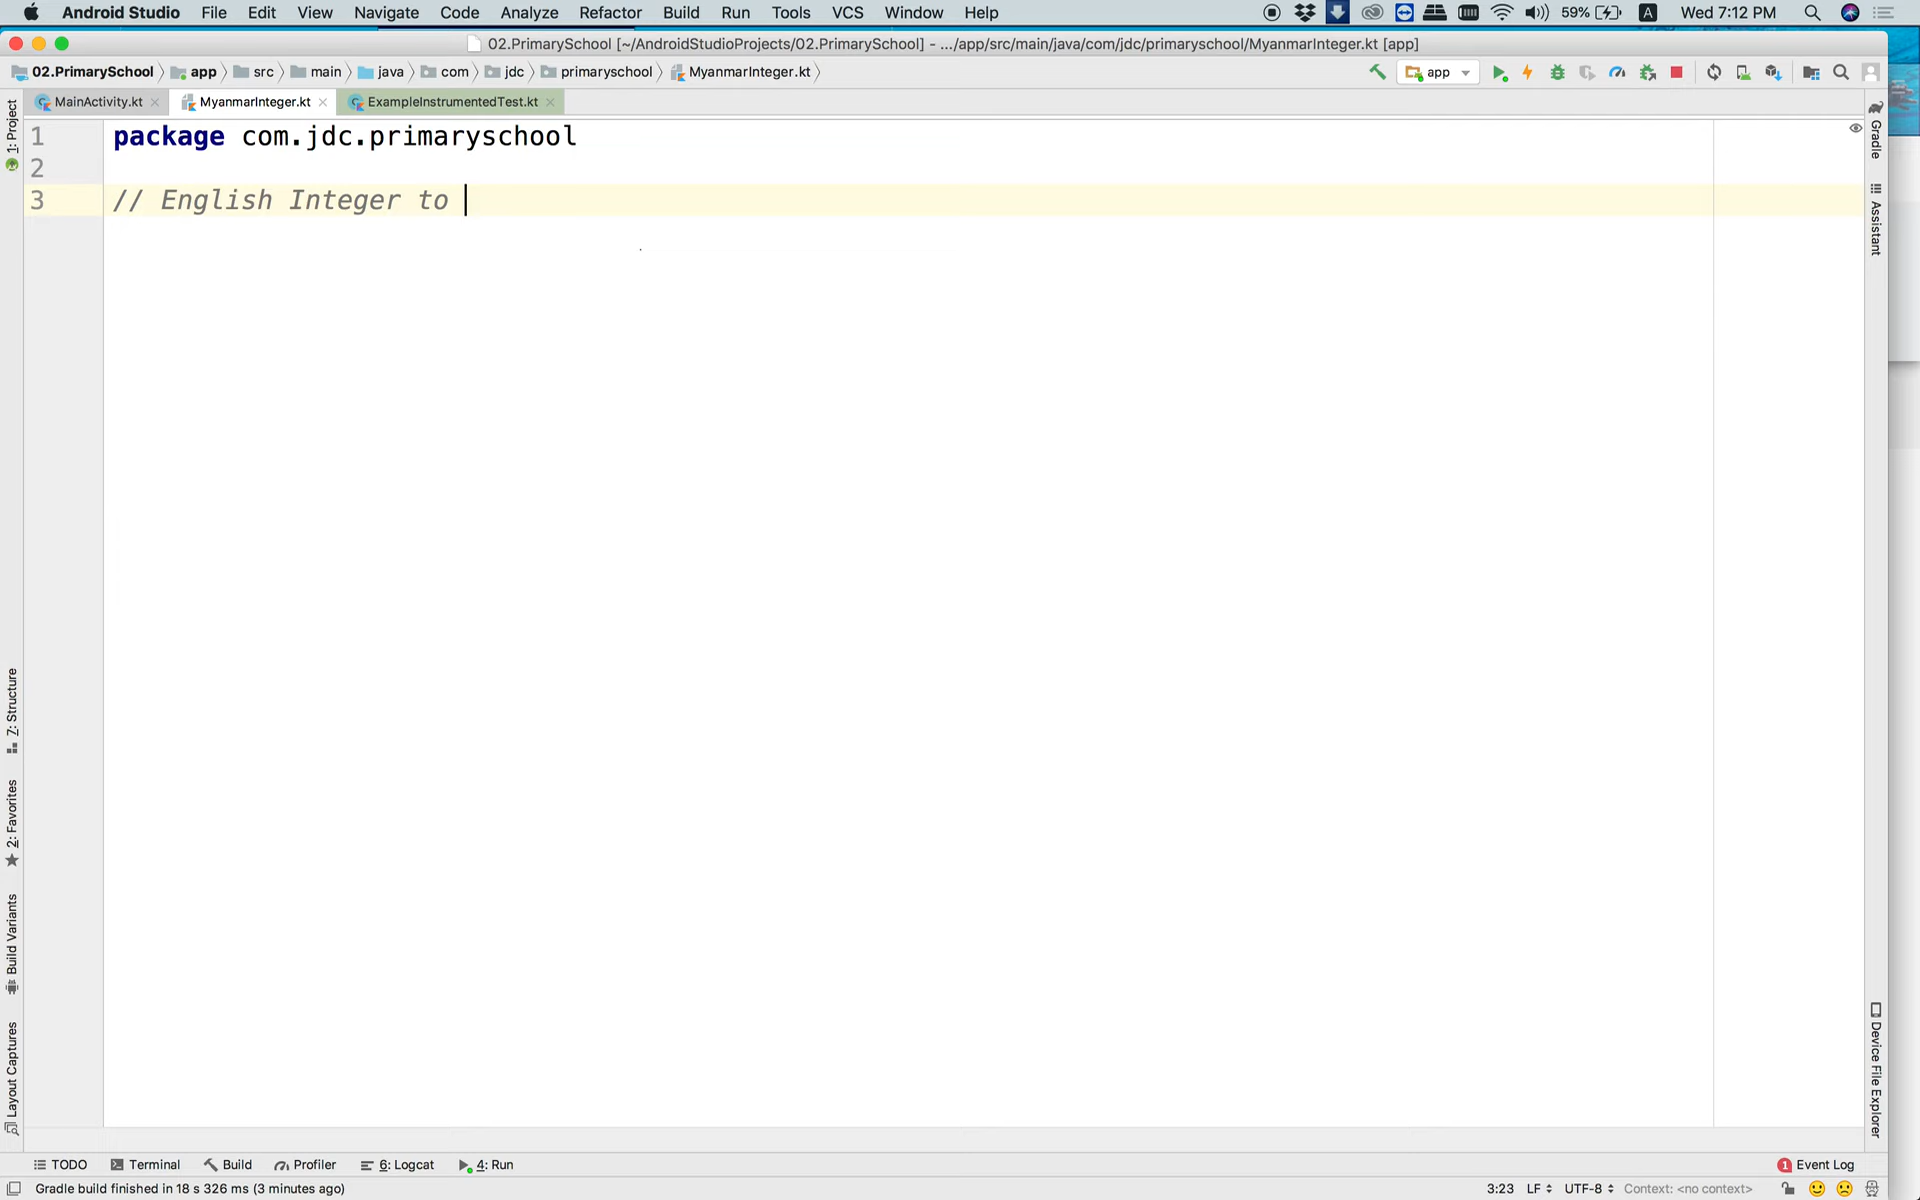 Android Studio File Edit View Navigate Code Analyze Refactor Build Run Tools VCS Window Help 59% A Wed 7:12 PM
02.PrimarySchool [~/AndroidStudioProjects/02.PrimarySchool] - .../app/src/main/java/com/jdc/primaryschool/MyanmarInteger.kt [app]
02.PrimarySchool app src main java com jdc primaryschool MyanmarInteger.kt app
MainActivity.kt MyanmarInteger.kt ExampleInstrumentedTest.kt
1 package com.jdc.primaryschool
2
3 // English Integer to
1: Project
Z: Structure
2: Favorites
Build Variants
Layout Captures
Gradle
Assistant
Device File Explorer
TODO Terminal Build Profiler 6: Logcat 4: Run 1 Event Log
Gradle build finished in 18 s 326 ms (3 minutes ago) 3:23 LF UTF-8 Context: <no context>